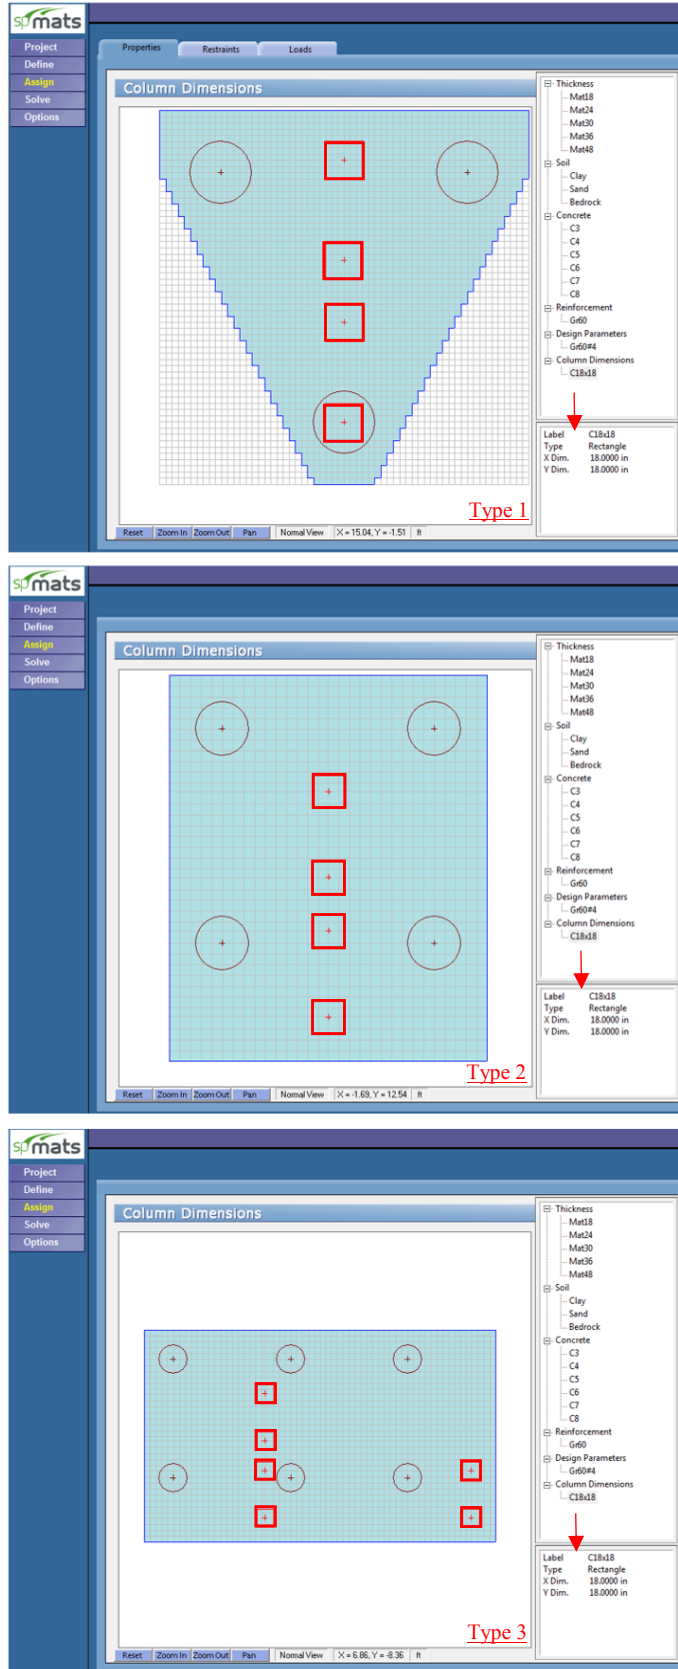 spmats
Project
Define
Assign
Solve
Options
Properties
Restraints
Loads
Column Dimensions
Thickness
Mat18
Mat24
Mat30
Mat36
Mat48
Soil
Clay
Sand
Bedrock
Concrete
C3
C4
C5
C6
C7
C8
Reinforcement
Gr60
Design Parameters
Gr60#4
Column Dimensions
C18x18
Label C18x18
Type Rectangle
X Dim. 18.0000 in
Y Dim. 18.0000 in
Type 1
Reset Zoom In Zoom Out Pan Normal View X = 15.04, Y = -1.51 ft
spmats
Project
Define
Assign
Solve
Options
Column Dimensions
Thickness
Mat18
Mat24
Mat30
Mat36
Mat48
Soil
Clay
Sand
Bedrock
Concrete
C3
C4
C5
C6
C7
C8
Reinforcement
Gr60
Design Parameters
Gr60#4
Column Dimensions
C18x18
Label C18x18
Type Rectangle
X Dim. 18.0000 in
Y Dim. 18.0000 in
Type 2
Reset Zoom In Zoom Out Pan Normal View X = -1.69, Y = 12.54 ft
spmats
Project
Define
Assign
Solve
Options
Column Dimensions
Thickness
Mat18
Mat24
Mat30
Mat36
Mat48
Soil
Clay
Sand
Bedrock
Concrete
C3
C4
C5
C6
C7
C8
Reinforcement
Gr60
Design Parameters
Gr60#4
Column Dimensions
C18x18
Label C18x18
Type Rectangle
X Dim. 18.0000 in
Y Dim. 18.0000 in
Type 3
Reset Zoom In Zoom Out Pan Normal View X = 6.86, Y = -8.36 ft